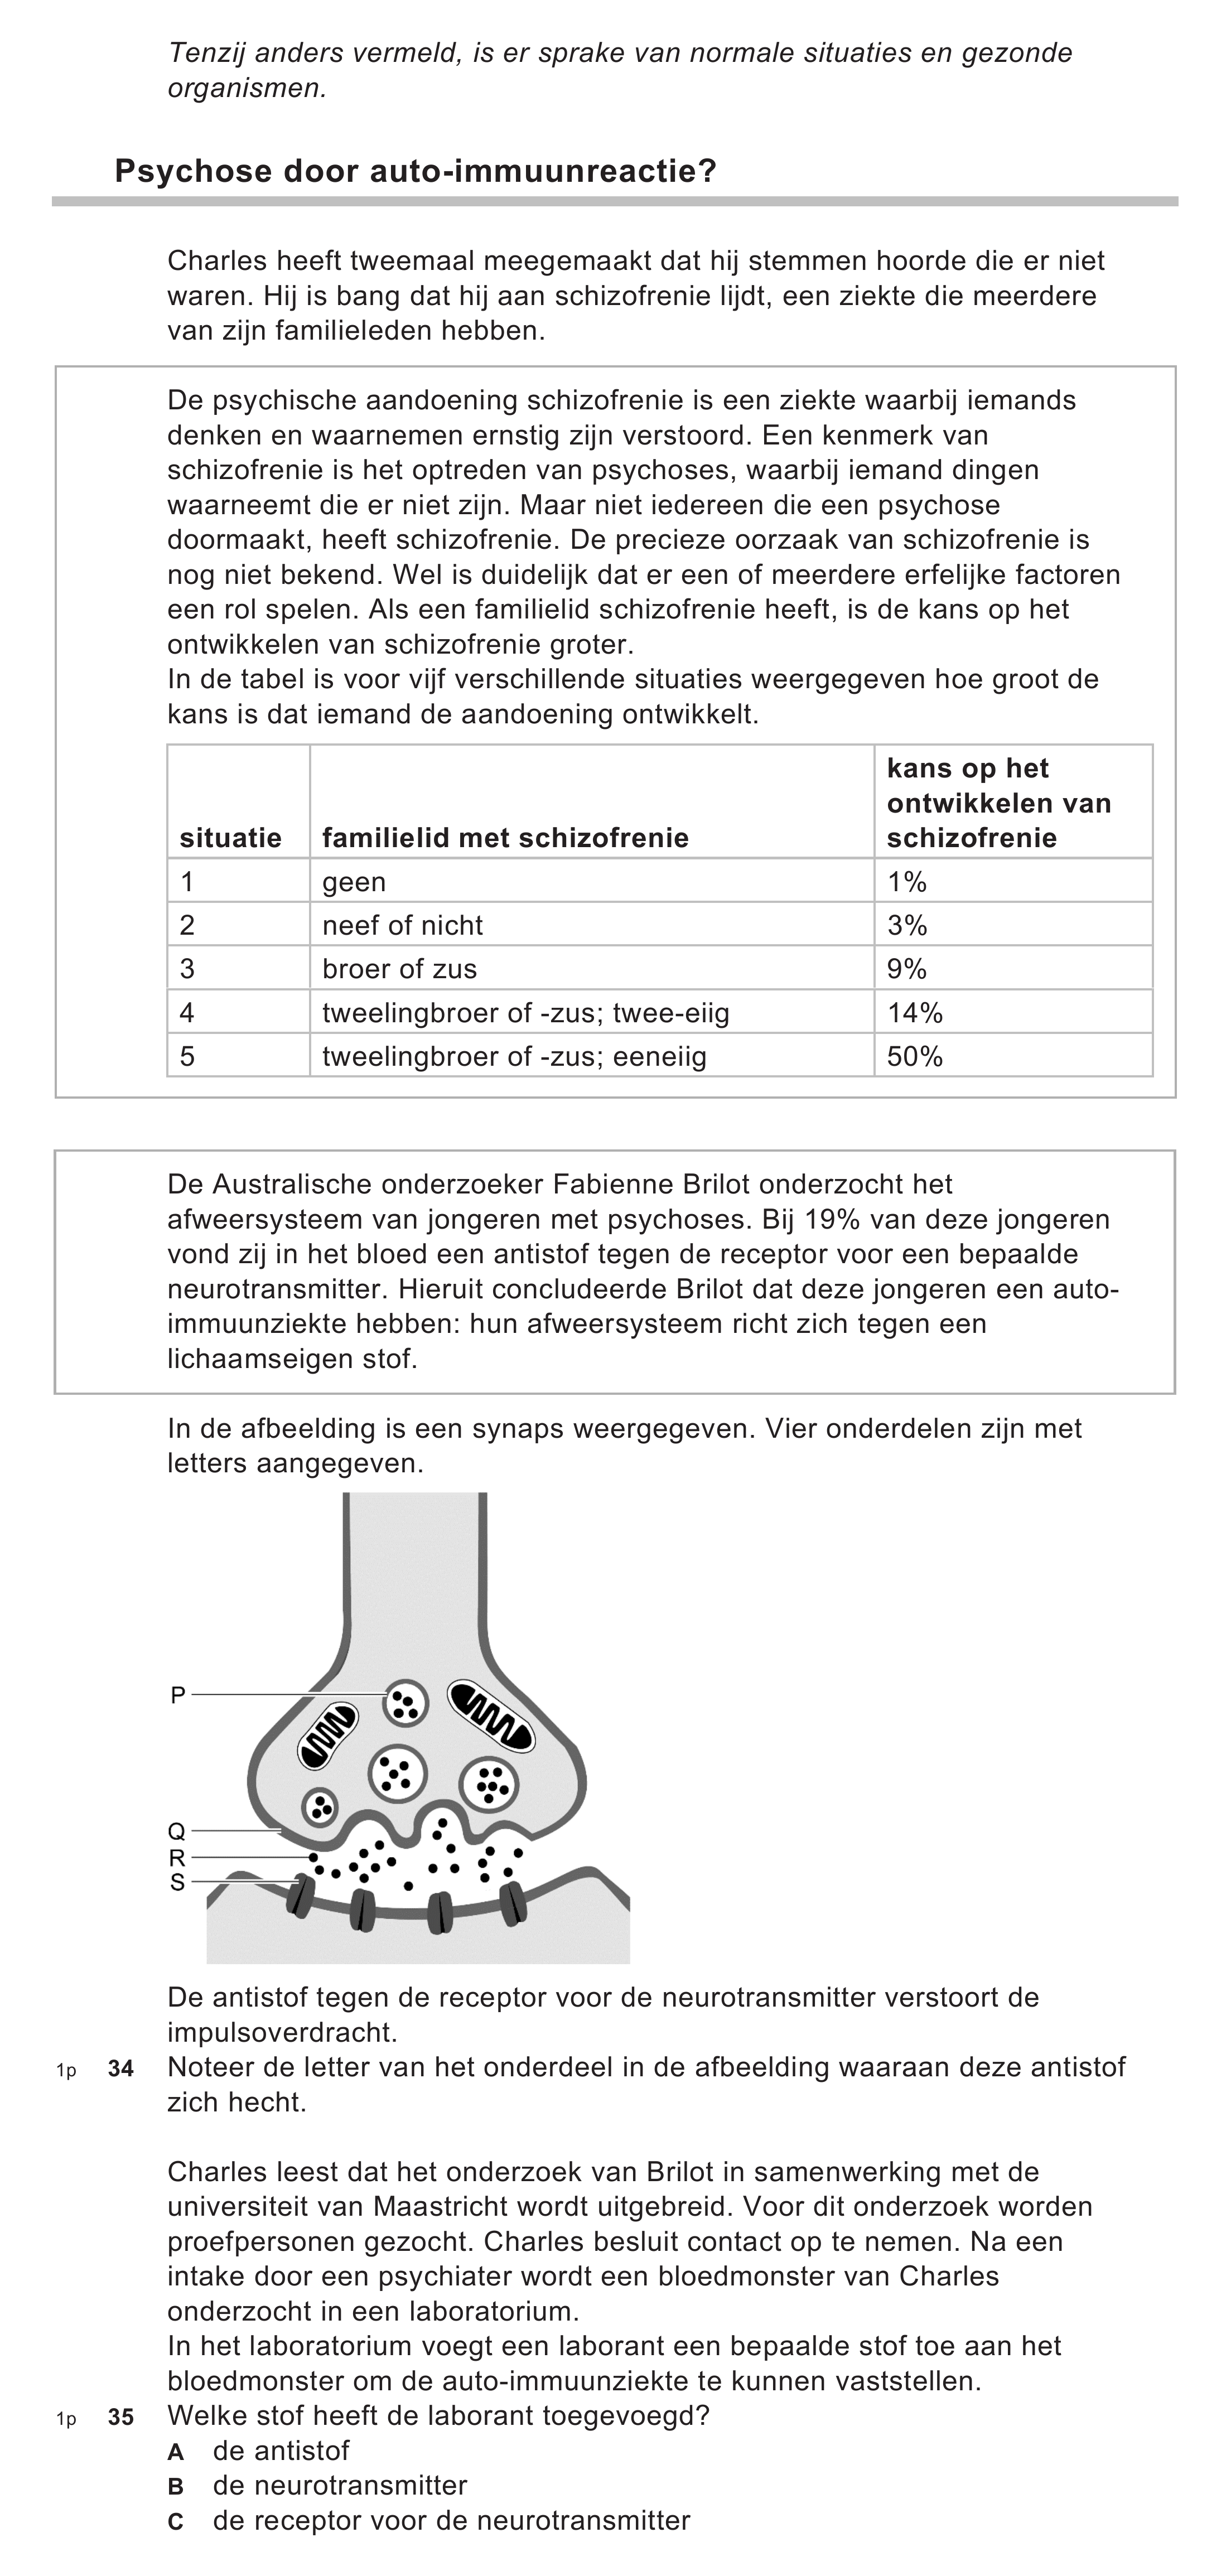 Tenzij anders vermeld, is er sprake van normale situaties en gezonde
organismen.
Psychose door auto-immuunreactie?
Charles heeft tweemaal meegemaakt dat hij stemmen hoorde die er niet
waren. Hij is bang dat hij aan schizofrenie lijdt, een ziekte die meerdere
van zijn familieleden hebben.
De psychische aandoening schizofrenie is een ziekte waarbij iemands
denken en waarnemen ernstig zijn verstoord. Een kenmerk van
schizofrenie is het optreden van psychoses, waarbij iemand dingen
waarneemt die er niet zijn. Maar niet iedereen die een psychose
doormaakt, heeft schizofrenie. De precieze oorzaak van schizofrenie is
nog niet bekend. Wel is duidelijk dat er een of meerdere erfelijke factoren
een rol spelen. Als een familielid schizofrenie heeft, is de kans op het
ontwikkelen van schizofrenie groter.
In de tabel is voor vijf verschillende situaties weergegeven hoe groot de
kans is dat iemand de aandoening ontwikkelt.
kans op het
ontwikkelen van
situatie familielid met schizofrenie schizofrenie
1 geen 1%
2 neef of nicht 3%
3 broer of zus 9%
4 tweelingbroer of -zus; twee-eiig 14%
5 tweelingbroer of -zus; eeneiig 50%
De Australische onderzoeker Fabienne Brilot onderzocht het
afweersysteem van jongeren met psychoses. Bij 19% van deze jongeren
vond zij in het bloed een antistof tegen de receptor voor een bepaalde
neurotransmitter. Hieruit concludeerde Brilot dat deze jongeren een auto-
immuunziekte hebben: hun afweersysteem richt zich tegen een
lichaamseigen stof.
In de afbeelding is een synaps weergegeven. Vier onderdelen zijn met
letters aangegeven.
P
Q
R
S
De antistof tegen de receptor voor de neurotransmitter verstoort de
impulsoverdracht.
1p 34 Noteer de letter van het onderdeel in de afbeelding waaraan deze antistof
zich hecht.
Charles leest dat het onderzoek van Brilot in samenwerking met de
universiteit van Maastricht wordt uitgebreid. Voor dit onderzoek worden
proefpersonen gezocht. Charles besluit contact op te nemen. Na een
intake door een psychiater wordt een bloedmonster van Charles
onderzocht in een laboratorium.
In het laboratorium voegt een laborant een bepaalde stof toe aan het
bloedmonster om de auto-immuunziekte te kunnen vaststellen.
1p 35 Welke stof heeft de laborant toegevoegd?
A de antistof
B de neurotransmitter
C de receptor voor de neurotransmitter